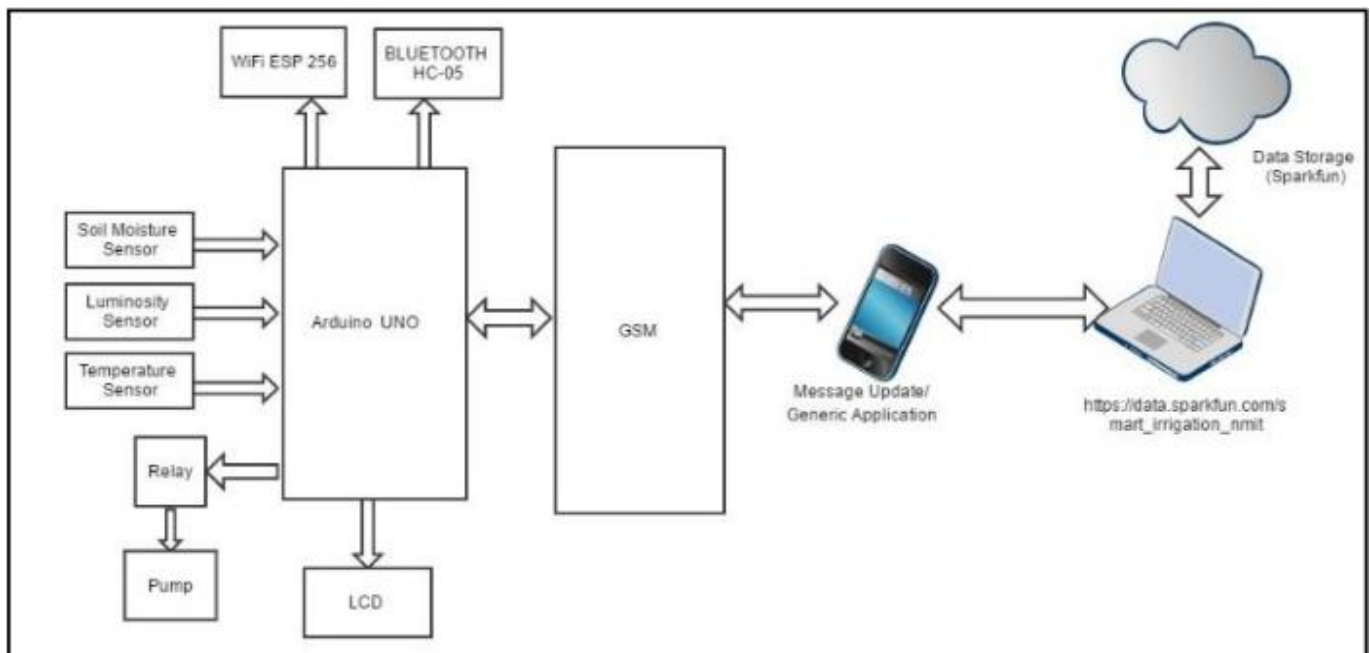 WiFi ESP 256
BLUETOOTH
HC-05
Soil Moisture
Sensor
Luminosity
Sensor
Temperature
Sensor
Relay
Pump
Arduino UNO
LCD
GSM
Message Update/
Generic Application
Data Storage
(Sparkfun)
https://data.sparkfun.com/s
mart_irrigation_nmit